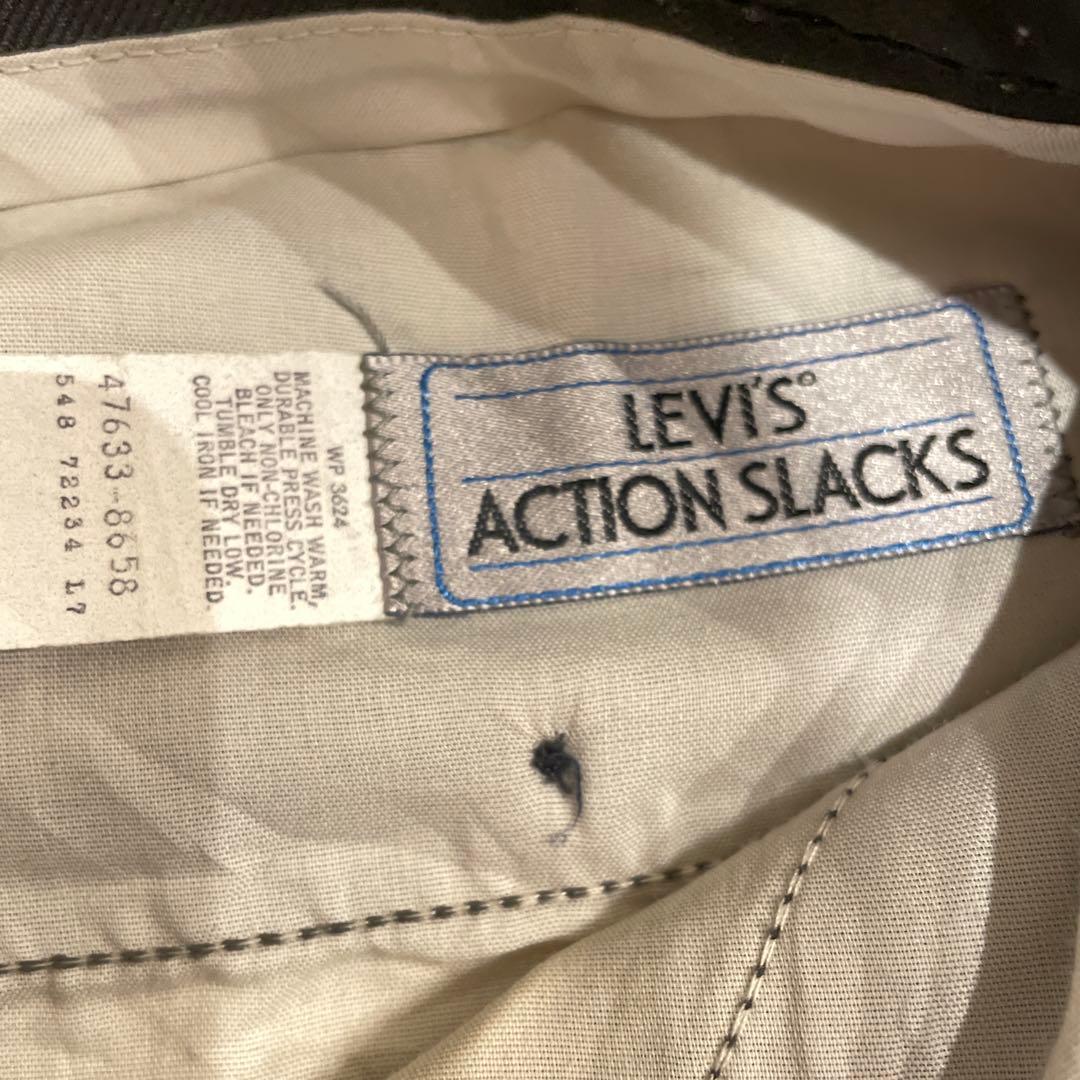 LEVI'S°
ACTION SLACKS
WP 3624
MACHINE WASH WARM,
DURABLE PRESS CYCLE.
ONLY NON-CHLORINE
BLEACH IF NEEDED.
TUMBLE DRY LOW.
COOL IRON IF NEEDED.
47633-8658
548 72234 L7